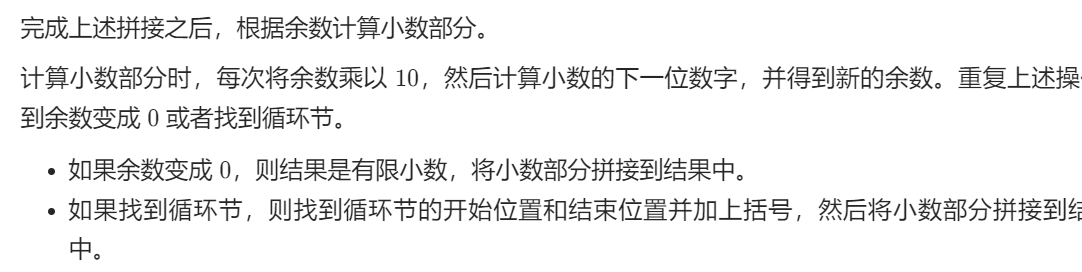 完成上述拼接之后，根据余数计算小数部分。
计算小数部分时，每次将余数乘以 10，然后计算小数的下一位数字，并得到新的余数。重复上述操
到余数变成 0 或者找到循环节。
• 如果余数变成 0，则结果是有限小数，将小数部分拼接到结果中。
• 如果找到循环节，则找到循环节的开始位置和结束位置并加上括号，然后将小数部分拼接到结
中。